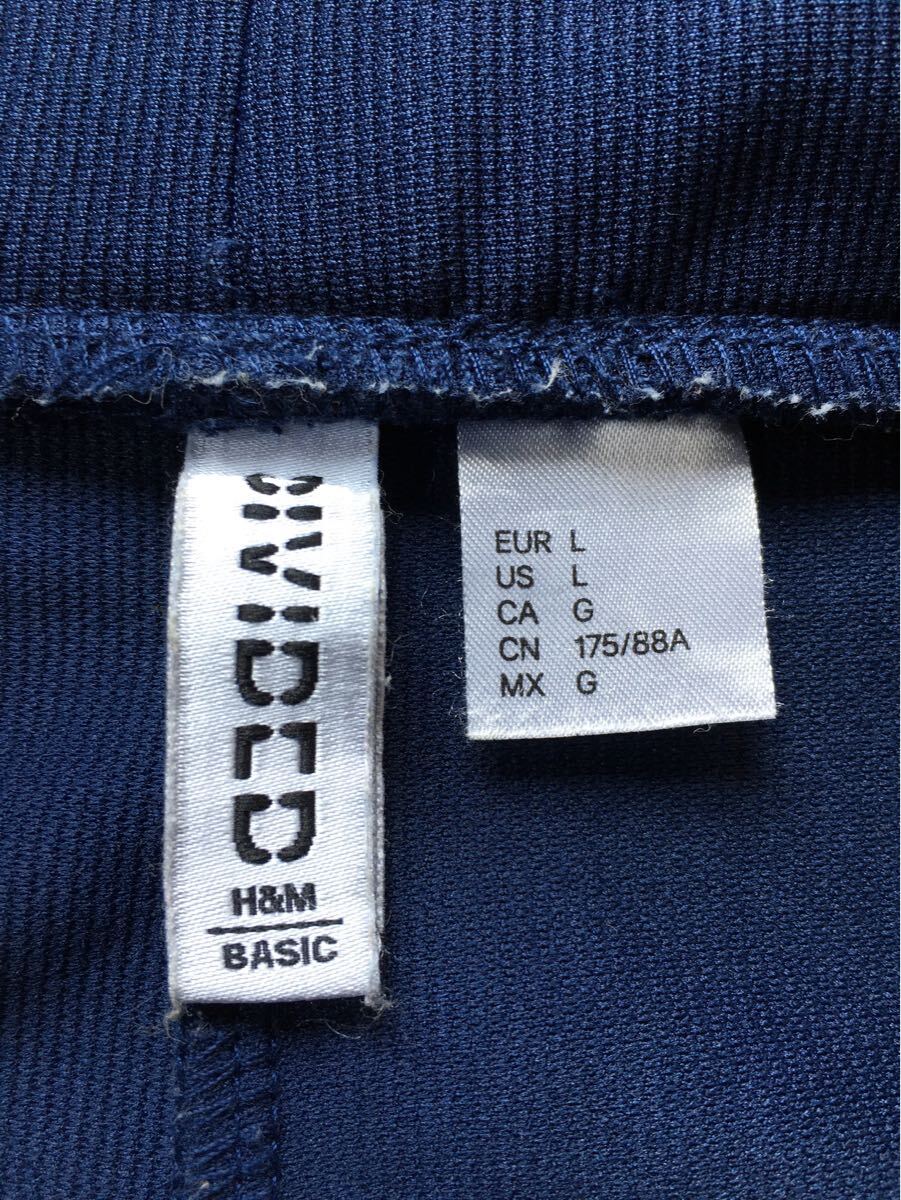 DIVIDED
H&M
BASIC
EUR L
US L
CA G
CN 175/88A
MX G